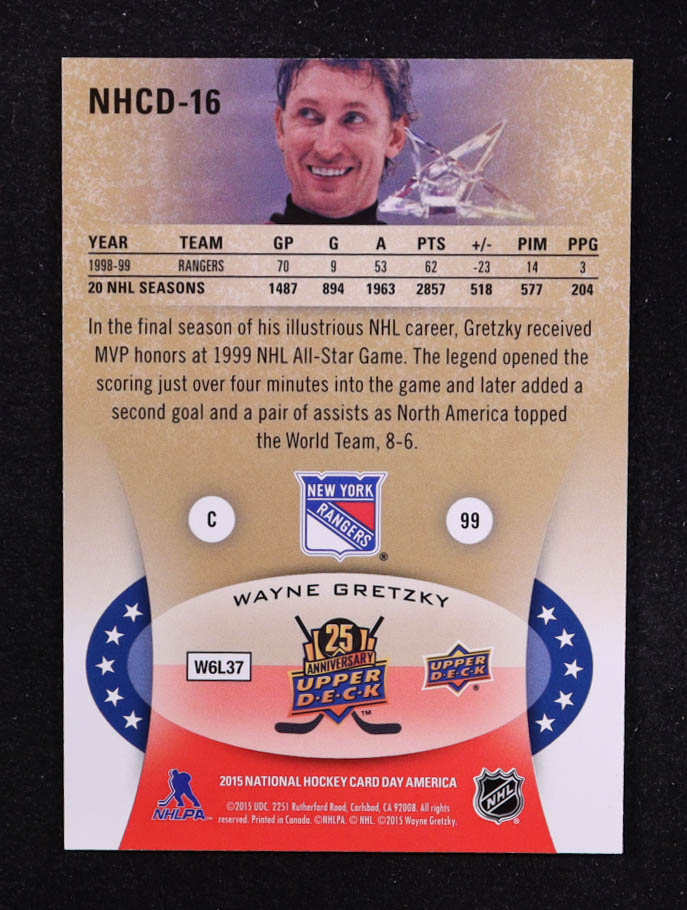 NHCD-16
YEAR TEAM GP G A PTS +/- PIM PPG
1998-99 RANGERS 70 9 53 62 -23 14 3
20 NHL SEASONS 1487 894 1963 2857 518 577 204
In the final season of his illustrious NHL career, Gretzky received
MVP honors at 1999 NHL All-Star Game. The legend opened the
scoring just over four minutes into the game and later added a
second goal and a pair of assists as North America topped
the World Team, 8-6.
NEW YORK
RANGERS
®
C
99
WAYNE GRETZKY
25
ANNIVERSARY
UPPER
D·E·C·K
™
W6L37
UPPER
DECK
®
2015 NATIONAL HOCKEY CARD DAY AMERICA
NHLPA
NHL
©2015 UDC. 2251 Rutherford Road, Carlsbad, CA 92008. All rights
reserved. Printed in Canada. ©NHLPA. © NHL. ©2015 Wayne Gretzky.